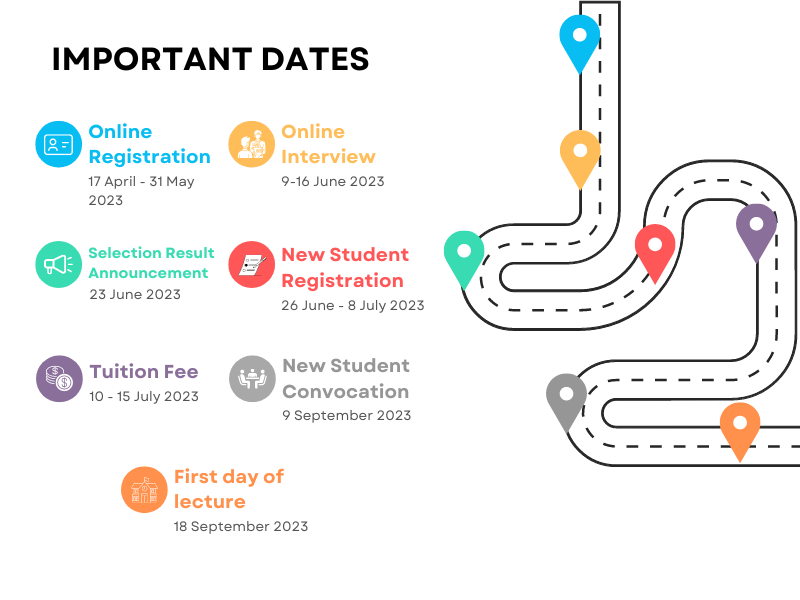 IMPORTANT DATES
Online
Registration
17 April - 31 May
2023
Online
Interview
9-16 June 2023
Selection Result
Announcement
23 June 2023
New Student
Registration
26 June - 8 July 2023
Tuition Fee
10 - 15 July 2023
New Student
Convocation
9 September 2023
First day of
lecture
18 September 2023